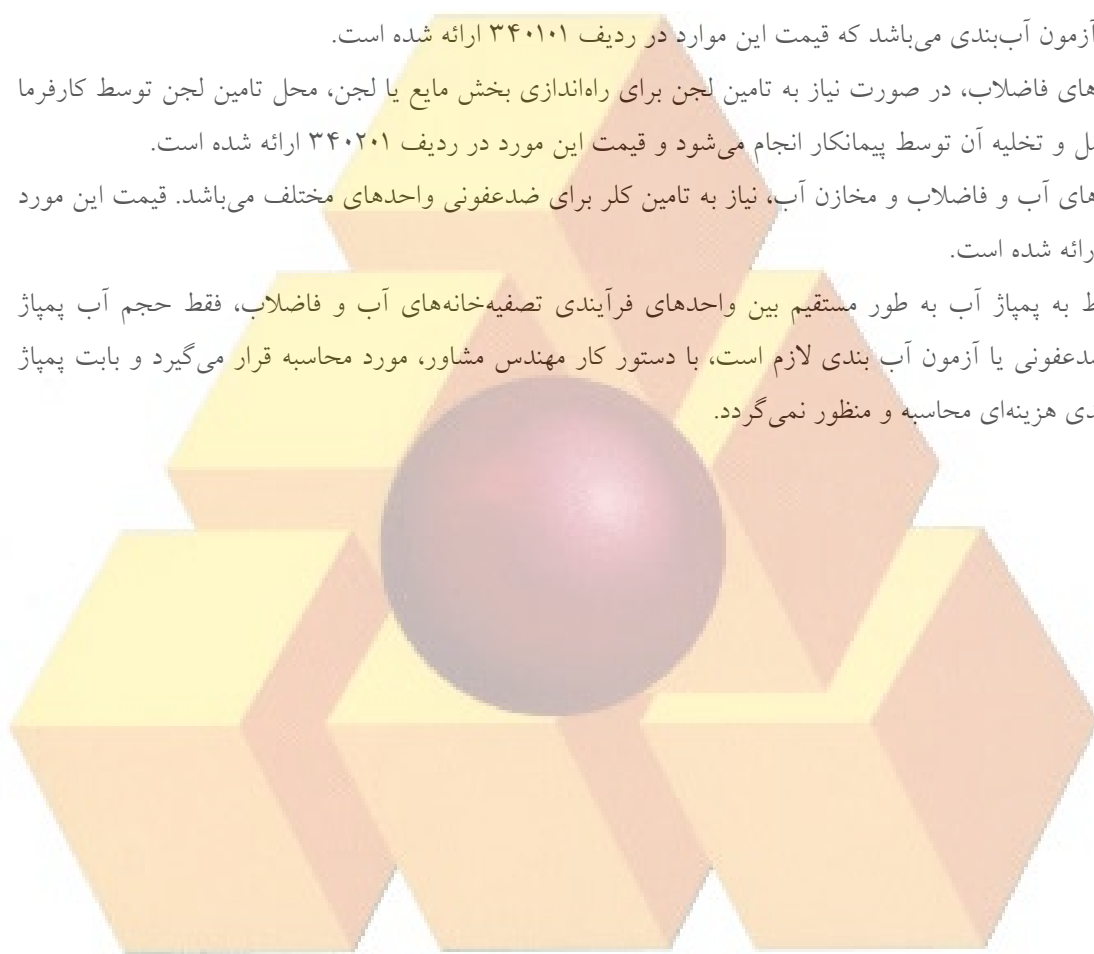 آزمون آب‌بندی می‌باشد که قیمت این موارد در ردیف ۳۴۰۱۰۱ ارائه شده است.
های فاضلاب، در صورت نیاز به تامین لجن برای راه‌اندازی بخش مایع یا لجن، محل تامین لجن توسط کارفرما
ل و تخلیه آن توسط پیمانکار انجام می‌شود و قیمت این مورد در ردیف ۳۴۰۲۰۱ ارائه شده است.
های آب و فاضلاب و مخازن آب، نیاز به تامین کلر برای ضدعفونی واحدهای مختلف می‌باشد. قیمت این مورد
رائه شده است.
ط به پمپاژ آب به طور مستقیم بین واحدهای فرآیندی تصفیه‌خانه‌های آب و فاضلاب، فقط حجم آب پمپاژ
دعفونی یا آزمون آب بندی لازم است، با دستور کار مهندس مشاور، مورد محاسبه قرار می‌گیرد و بابت پمپاژ
دی هزینه‌ای محاسبه و منظور نمی‌گردد.